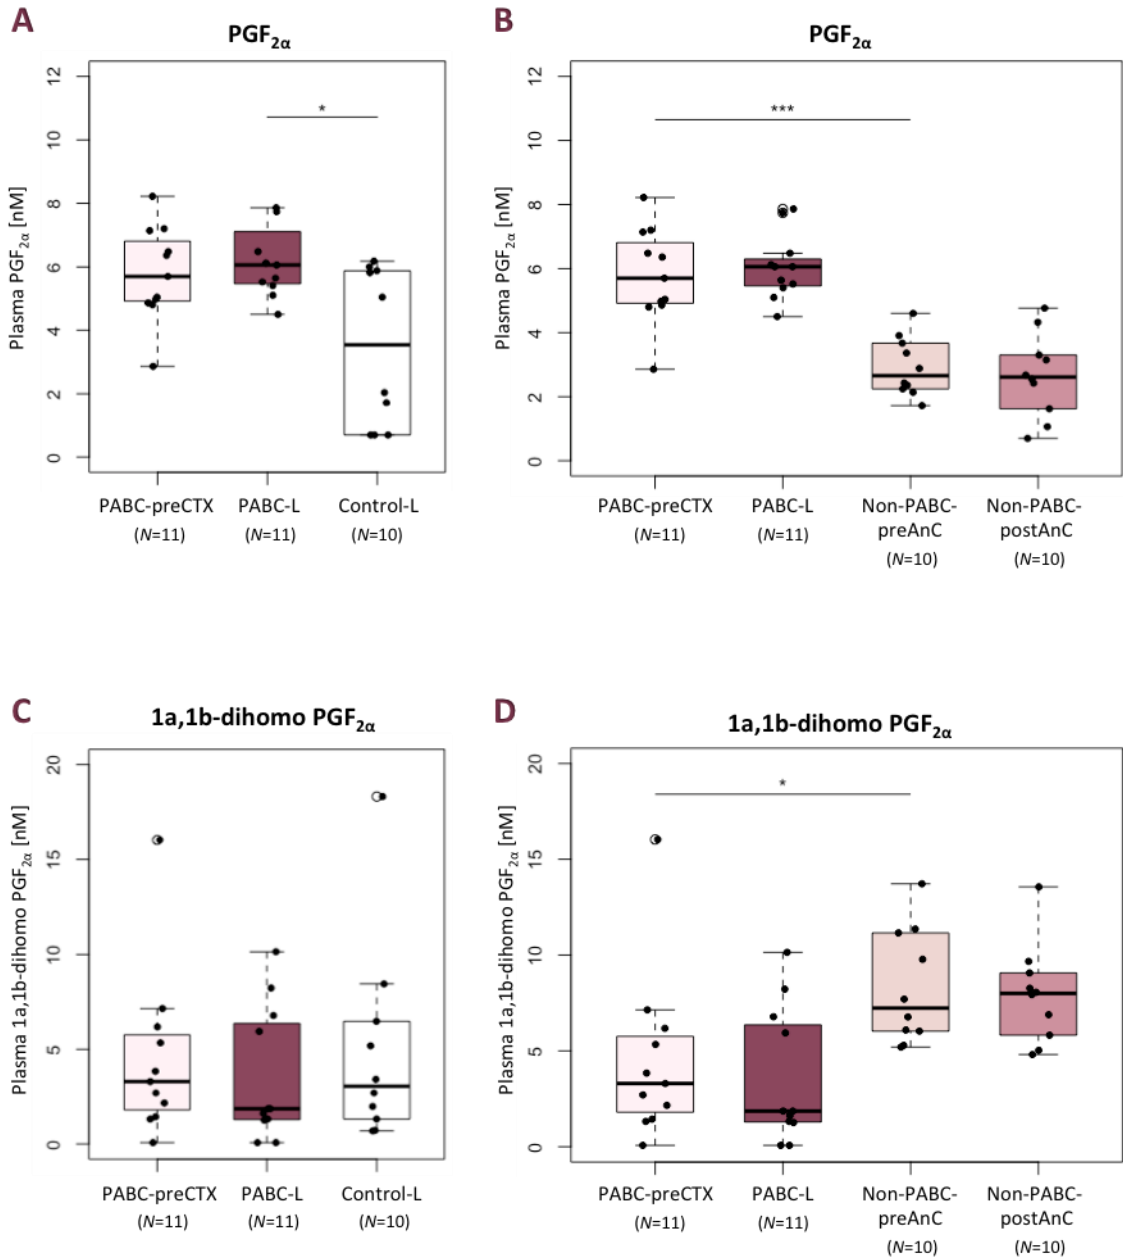 A
PGF2α
Plasma PGF2α [nM]
12
10
8
6
4
2
0
*
PABC-preCTX
(N=11)
PABC-L
(N=11)
Control-L
(N=10)
B
PGF2α
Plasma PGF2α [nM]
12
10
8
6
4
2
0
***
PABC-preCTX
(N=11)
PABC-L
(N=11)
Non-PABC-
preAnC
(N=10)
Non-PABC-
postAnC
(N=10)
C
1a,1b-dihomo PGF2α
Plasma 1a,1b-dihomo PGF2α [nM]
20
15
10
5
0
PABC-preCTX
(N=11)
PABC-L
(N=11)
Control-L
(N=10)
D
1a,1b-dihomo PGF2α
Plasma 1a,1b-dihomo PGF2α [nM]
20
15
10
5
0
*
PABC-preCTX
(N=11)
PABC-L
(N=11)
Non-PABC-
preAnC
(N=10)
Non-PABC-
postAnC
(N=10)